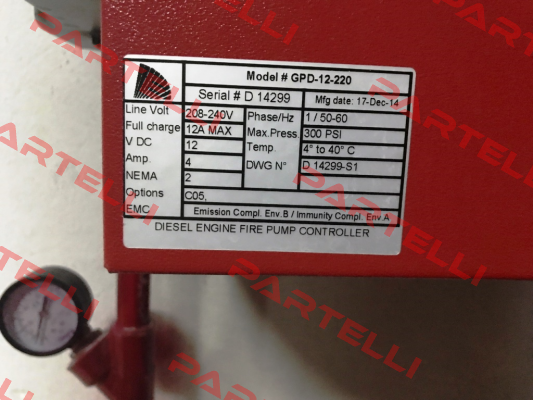 Model # GPD-12-220
Serial # D 14299 Mfg date: 17-Dec-14
Line Volt 208-240V Phase/Hz 1 / 50-60
Full charge 12A MAX Max.Press. 300 PSI
V DC 12 Temp. 4° to 40° C
Amp. 4 DWG N° D 14299-S1
NEMA 2
Options C05,
EMC Emission Compl. Env.B / Immunity Compl. Env.A
DIESEL ENGINE FIRE PUMP CONTROLLER
PARTELLI
PARTELLI
PARTELLI
PARTELLI